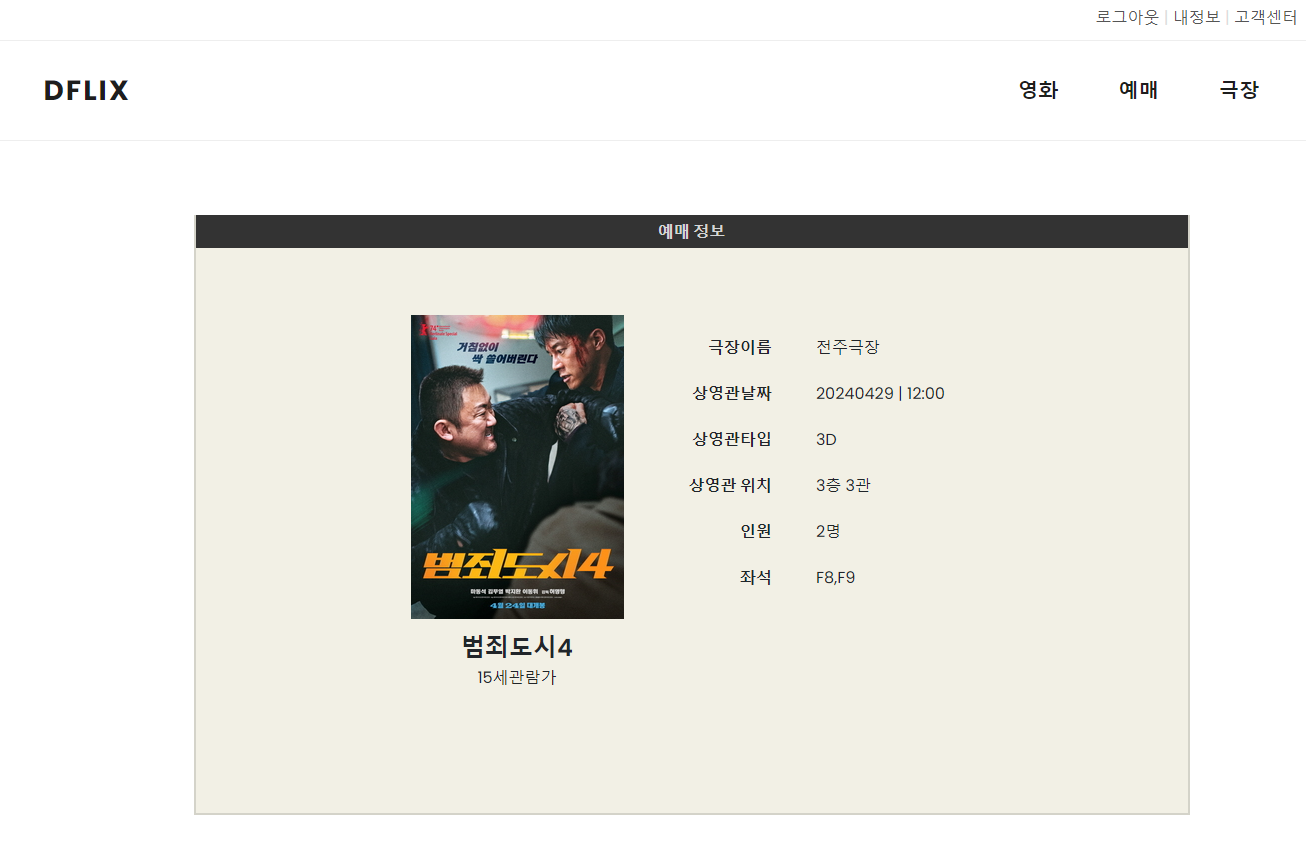 로그아웃 | 내정보 | 고객센터
DFLIX
영화 예매 극장
예매 정보
거침없이
싹 쓸어버린다
범죄도시4
마동석 김무열 박지환 이동휘 감독 허명행
4월 24일 대개봉
범죄도시4
15세관람가
극장이름 전주극장
상영관날짜 20240429 | 12:00
상영관타입 3D
상영관 위치 3층 3관
인원 2명
좌석 F8,F9